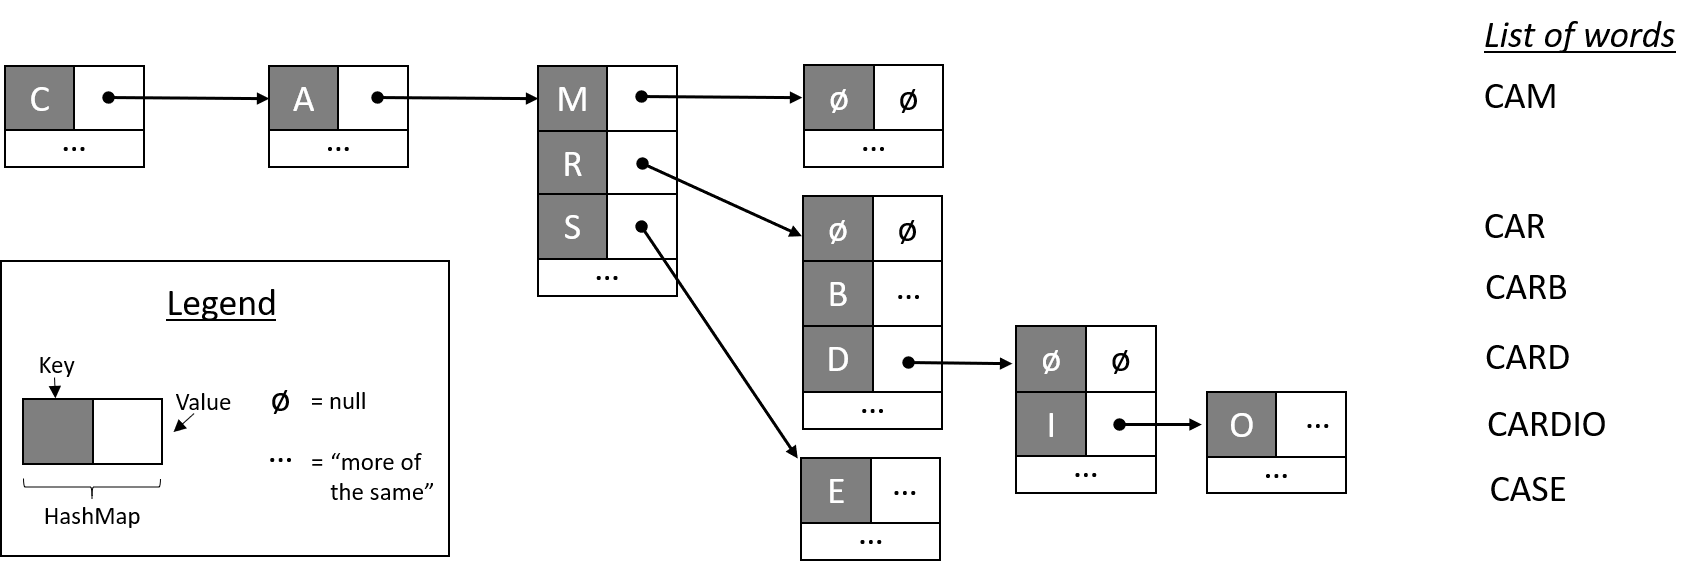 List of words
C
...
A
...
M
R
S
...
ø ø
...
ø ø
B ...
D
...
ø ø
I
...
O ...
...
E ...
...
CAM
CAR
CARB
CARD
CARDIO
CASE
Legend
Key
Value
HashMap
ø = null
... = “more of
the same”